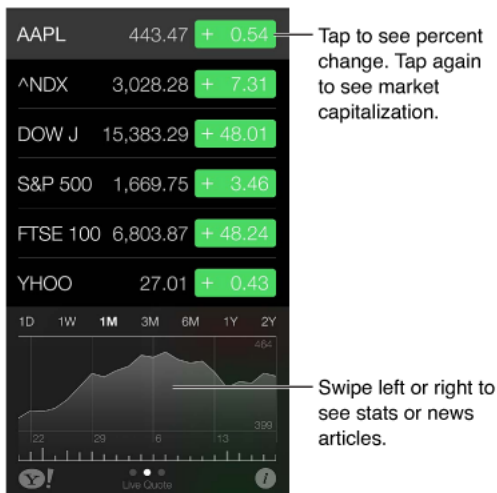 AAPL 443.47 + 0.54
Tap to see percent
change. Tap again
to see market
capitalization.
^NDX 3,028.28 + 7.31
DOW J 15,383.29 + 48.01
S&P 500 1,669.75 + 3.46
FTSE 100 6,803.87 + 48.24
YHOO 27.01 + 0.43
1D 1W 1M 3M 6M 1Y 2Y
464
Swipe left or right to
see stats or news
articles.
399
22 29 6 13
Y! Live Quote i